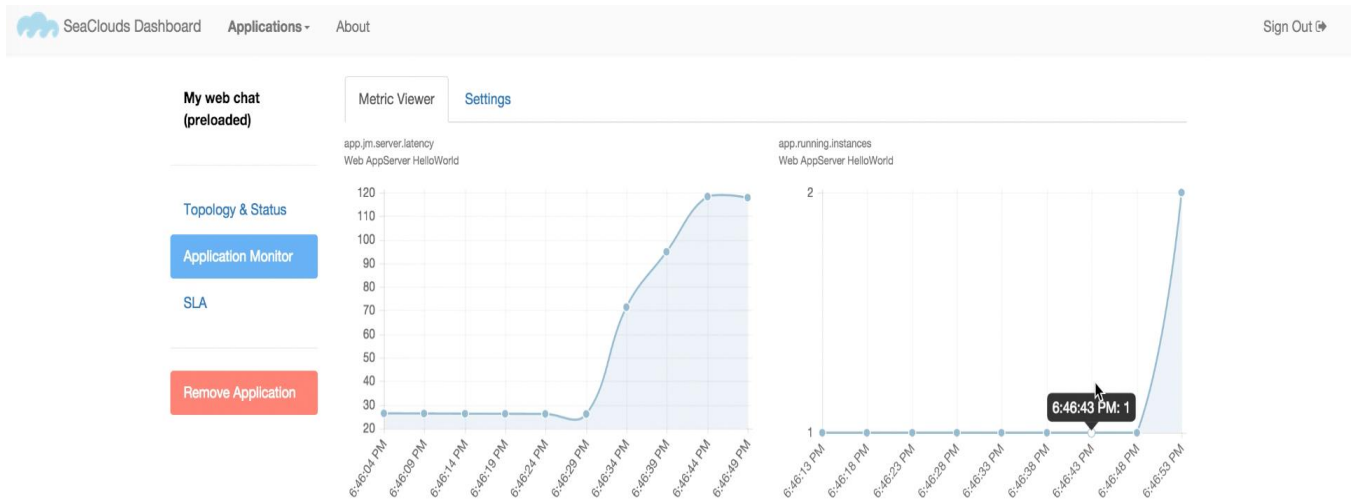 SeaClouds Dashboard Applications About Sign Out
My web chat
(preloaded)
Topology & Status
Application Monitor
SLA
Remove Application
Metric Viewer Settings
app.jm.server.latency
Web AppServer HelloWorld
120
110
100
90
80
70
60
50
40
30
20
6:46:04 PM
6:46:09 PM
6:46:14 PM
6:46:19 PM
6:46:24 PM
6:46:29 PM
6:46:34 PM
6:46:39 PM
6:46:44 PM
6:46:49 PM
app.running.instances
Web AppServer HelloWorld
2
6:46:43 PM: 1
1
6:46:13 PM
6:46:18 PM
6:46:23 PM
6:46:28 PM
6:46:33 PM
6:46:38 PM
6:46:43 PM
6:46:48 PM
6:46:53 PM